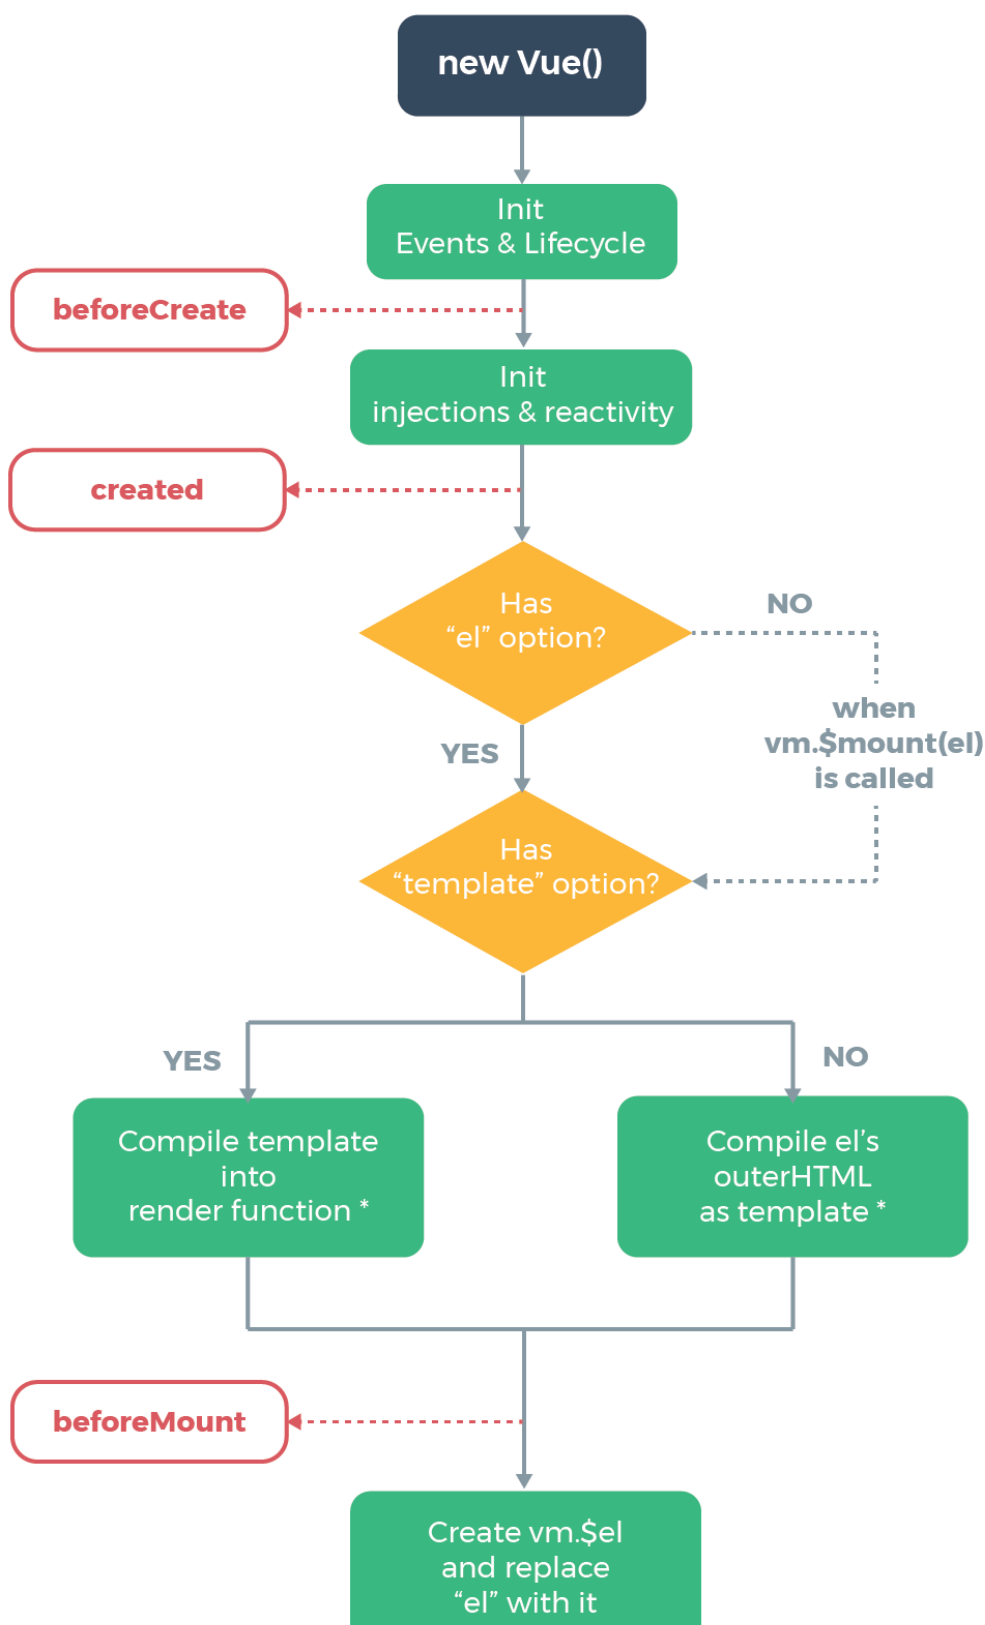 new Vue()
Init
Events & Lifecycle
beforeCreate
Init
injections & reactivity
created
Has
“el” option?
NO
when
vm.$mount(el)
is called
YES
Has
“template” option?
YES
NO
Compile template
into
render function *
Compile el’s
outerHTML
as template *
beforeMount
Create vm.$el
and replace
“el” with it